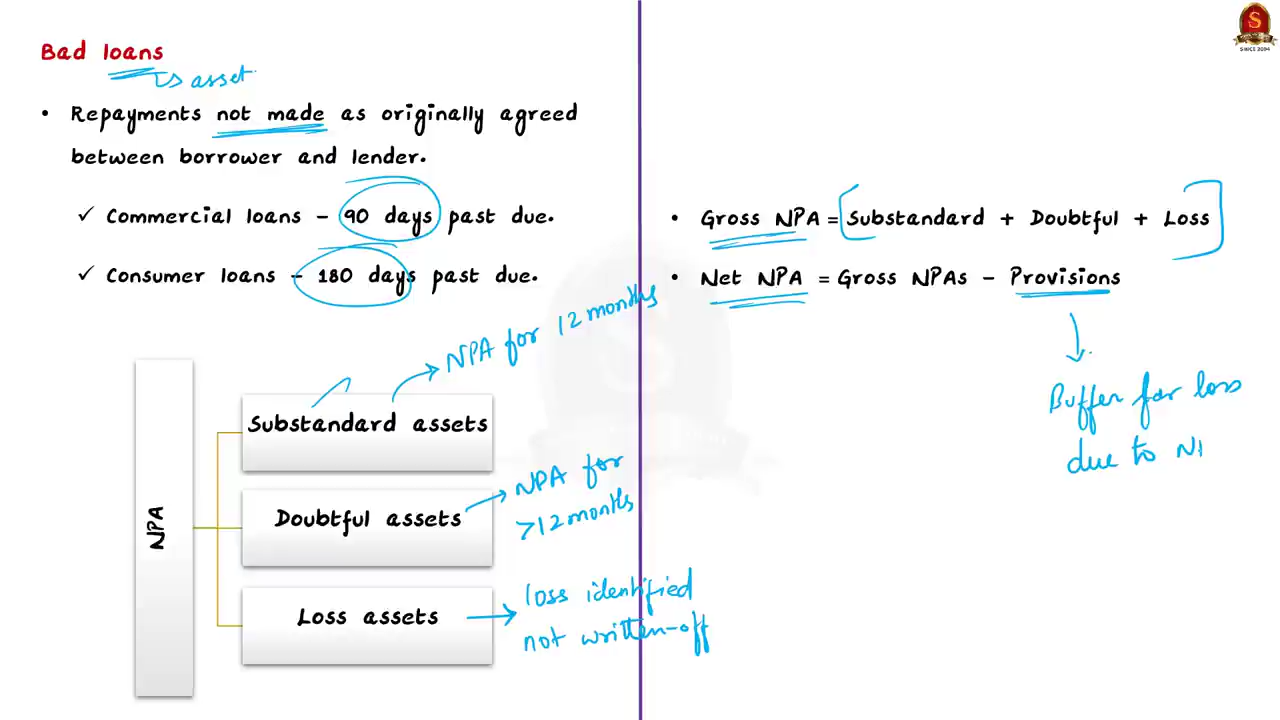 Bad loans
↳ asset
• Repayments not made as originally agreed
between borrower and lender.
✓ Commercial loans - 90 days past due.
✓ Consumer loans - 180 days past due.
NPA for 12 months
NPA
Substandard assets
NPA for
>12 months
Doubtful assets
Loss assets
loss identified
not written-off
• Gross NPA = Substandard + Doubtful + Loss
• Net NPA = Gross NPAs - Provisions
Buffer for loss
due to
S
SINCE 2004